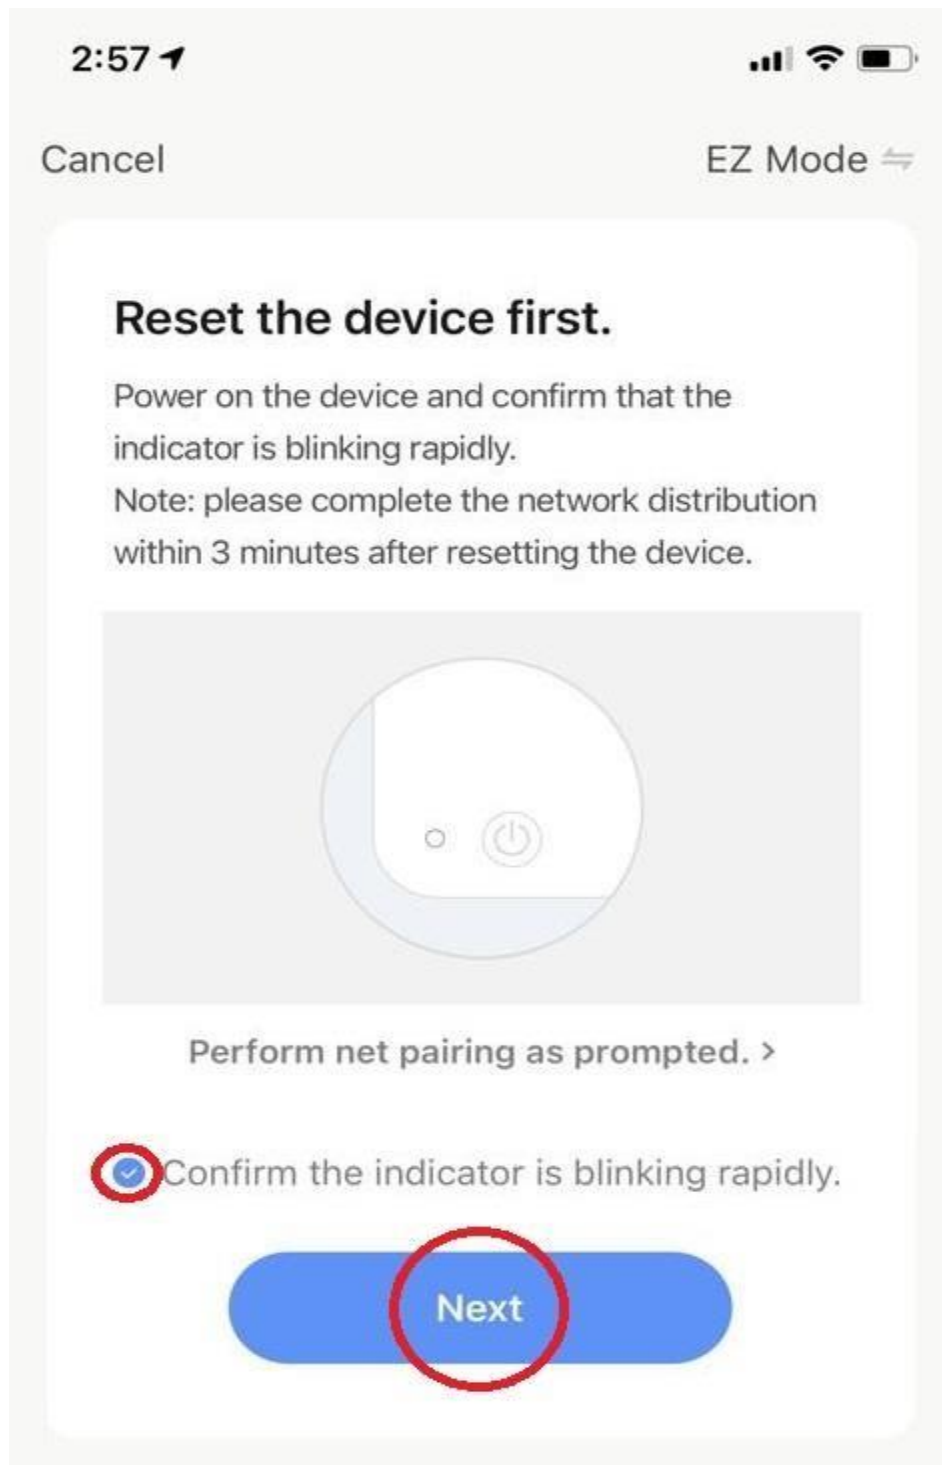 2:57
Cancel
EZ Mode
Reset the device first.
Power on the device and confirm that the
indicator is blinking rapidly.
Note: please complete the network distribution
within 3 minutes after resetting the device.
Perform net pairing as prompted. >
Confirm the indicator is blinking rapidly.
Next